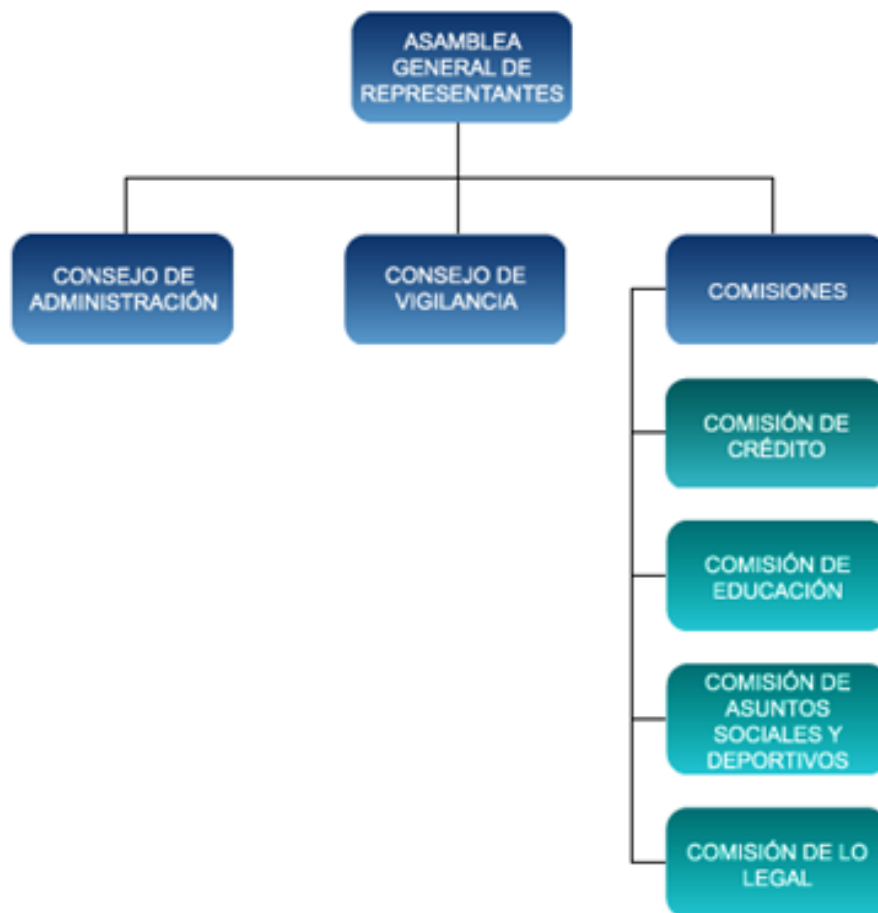 ASAMBLEA
GENERAL DE
REPRESENTANTES
CONSEJO DE
ADMINISTRACIÓN
CONSEJO DE
VIGILANCIA
COMISIONES
COMISIÓN DE
CRÉDITO
COMISIÓN DE
EDUCACIÓN
COMISIÓN DE
ASUNTOS
SOCIALES Y
DEPORTIVOS
COMISIÓN DE LO
LEGAL